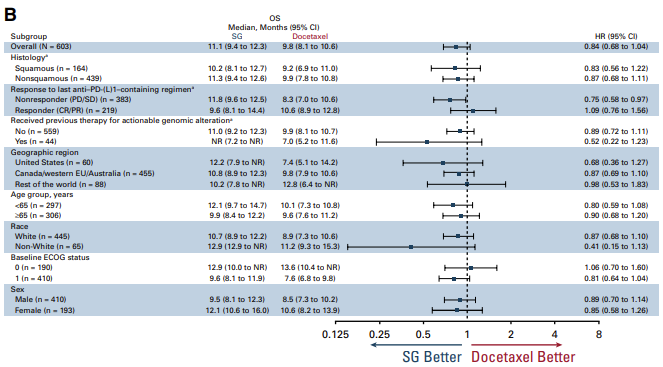 B
OS
Median, Months (95% CI)
Subgroup SG Docetaxel HR (95% CI)
Overall (N = 603) 11.1 (9.4 to 12.3) 9.8 (8.1 to 10.6) 0.84 (0.68 to 1.04)
Histologyª
Squamous (n = 164) 10.2 (8.1 to 12.7) 9.2 (6.9 to 11.0) 0.83 (0.56 to 1.22)
Nonsquamous (n = 439) 11.3 (9.4 to 12.6) 9.9 (7.8 to 10.8) 0.87 (0.68 to 1.11)
Response to last anti–PD-(L)1–containing regimenª
Nonresponder (PD/SD) (n = 383) 11.8 (9.6 to 12.5) 8.3 (7.0 to 10.6) 0.75 (0.58 to 0.97)
Responder (CR/PR) (n = 219) 9.6 (8.1 to 14.4) 10.6 (8.9 to 12.8) 1.09 (0.76 to 1.56)
Received previous therapy for actionable genomic alterationª
No (n = 559) 11.0 (9.2 to 12.3) 9.9 (8.1 to 10.7) 0.89 (0.72 to 1.11)
Yes (n = 44) NR (7.2 to NR) 7.0 (5.2 to 11.6) 0.52 (0.22 to 1.23)
Geographic region
United States (n = 60) 12.2 (7.9 to NR) 7.4 (5.1 to 14.2) 0.68 (0.36 to 1.27)
Canada/western EU/Australia (n = 455) 10.8 (8.9 to 12.3) 9.8 (7.9 to 10.6) 0.87 (0.69 to 1.10)
Rest of the world (n = 88) 10.2 (7.8 to NR) 12.8 (6.4 to NR) 0.98 (0.53 to 1.83)
Age group, years
<65 (n = 297) 12.1 (9.7 to 14.7) 10.1 (7.3 to 10.8) 0.80 (0.59 to 1.08)
≥65 (n = 306) 9.9 (8.4 to 12.2) 9.6 (7.6 to 11.2) 0.90 (0.68 to 1.20)
Race
White (n = 445) 10.7 (8.9 to 12.2) 8.9 (7.3 to 10.6) 0.87 (0.68 to 1.10)
Non-White (n = 65) 12.9 (12.9 to NR) 11.2 (9.3 to 15.3) 0.41 (0.15 to 1.13)
Baseline ECOG status
0 (n = 190) 12.9 (10.0 to NR) 13.6 (10.4 to NR) 1.06 (0.70 to 1.60)
1 (n = 410) 9.6 (8.1 to 11.9) 7.6 (6.8 to 9.8) 0.81 (0.64 to 1.04)
Sex
Male (n = 410) 9.5 (8.1 to 12.3) 8.5 (7.3 to 10.2) 0.89 (0.70 to 1.14)
Female (n = 193) 12.1 (10.6 to 16.0) 10.6 (8.2 to 13.9) 0.85 (0.58 to 1.26)
0.125 0.25 0.5 1 2 4 8
SG Better Docetaxel Better